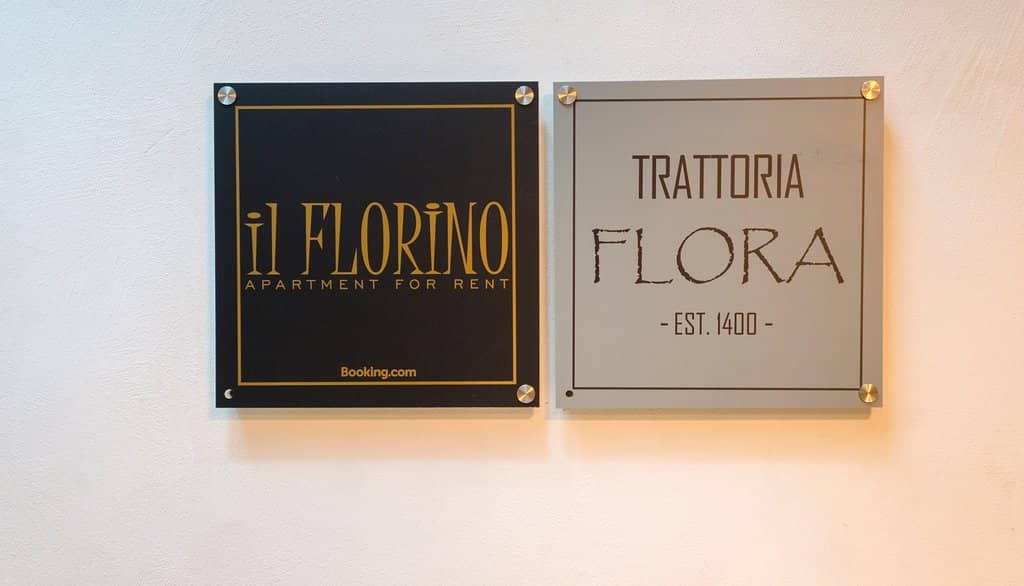 il FLORiNO
APARTMENT FOR RENT
Booking.com
TRATTORIA
FLORA
- EST. 1400 -